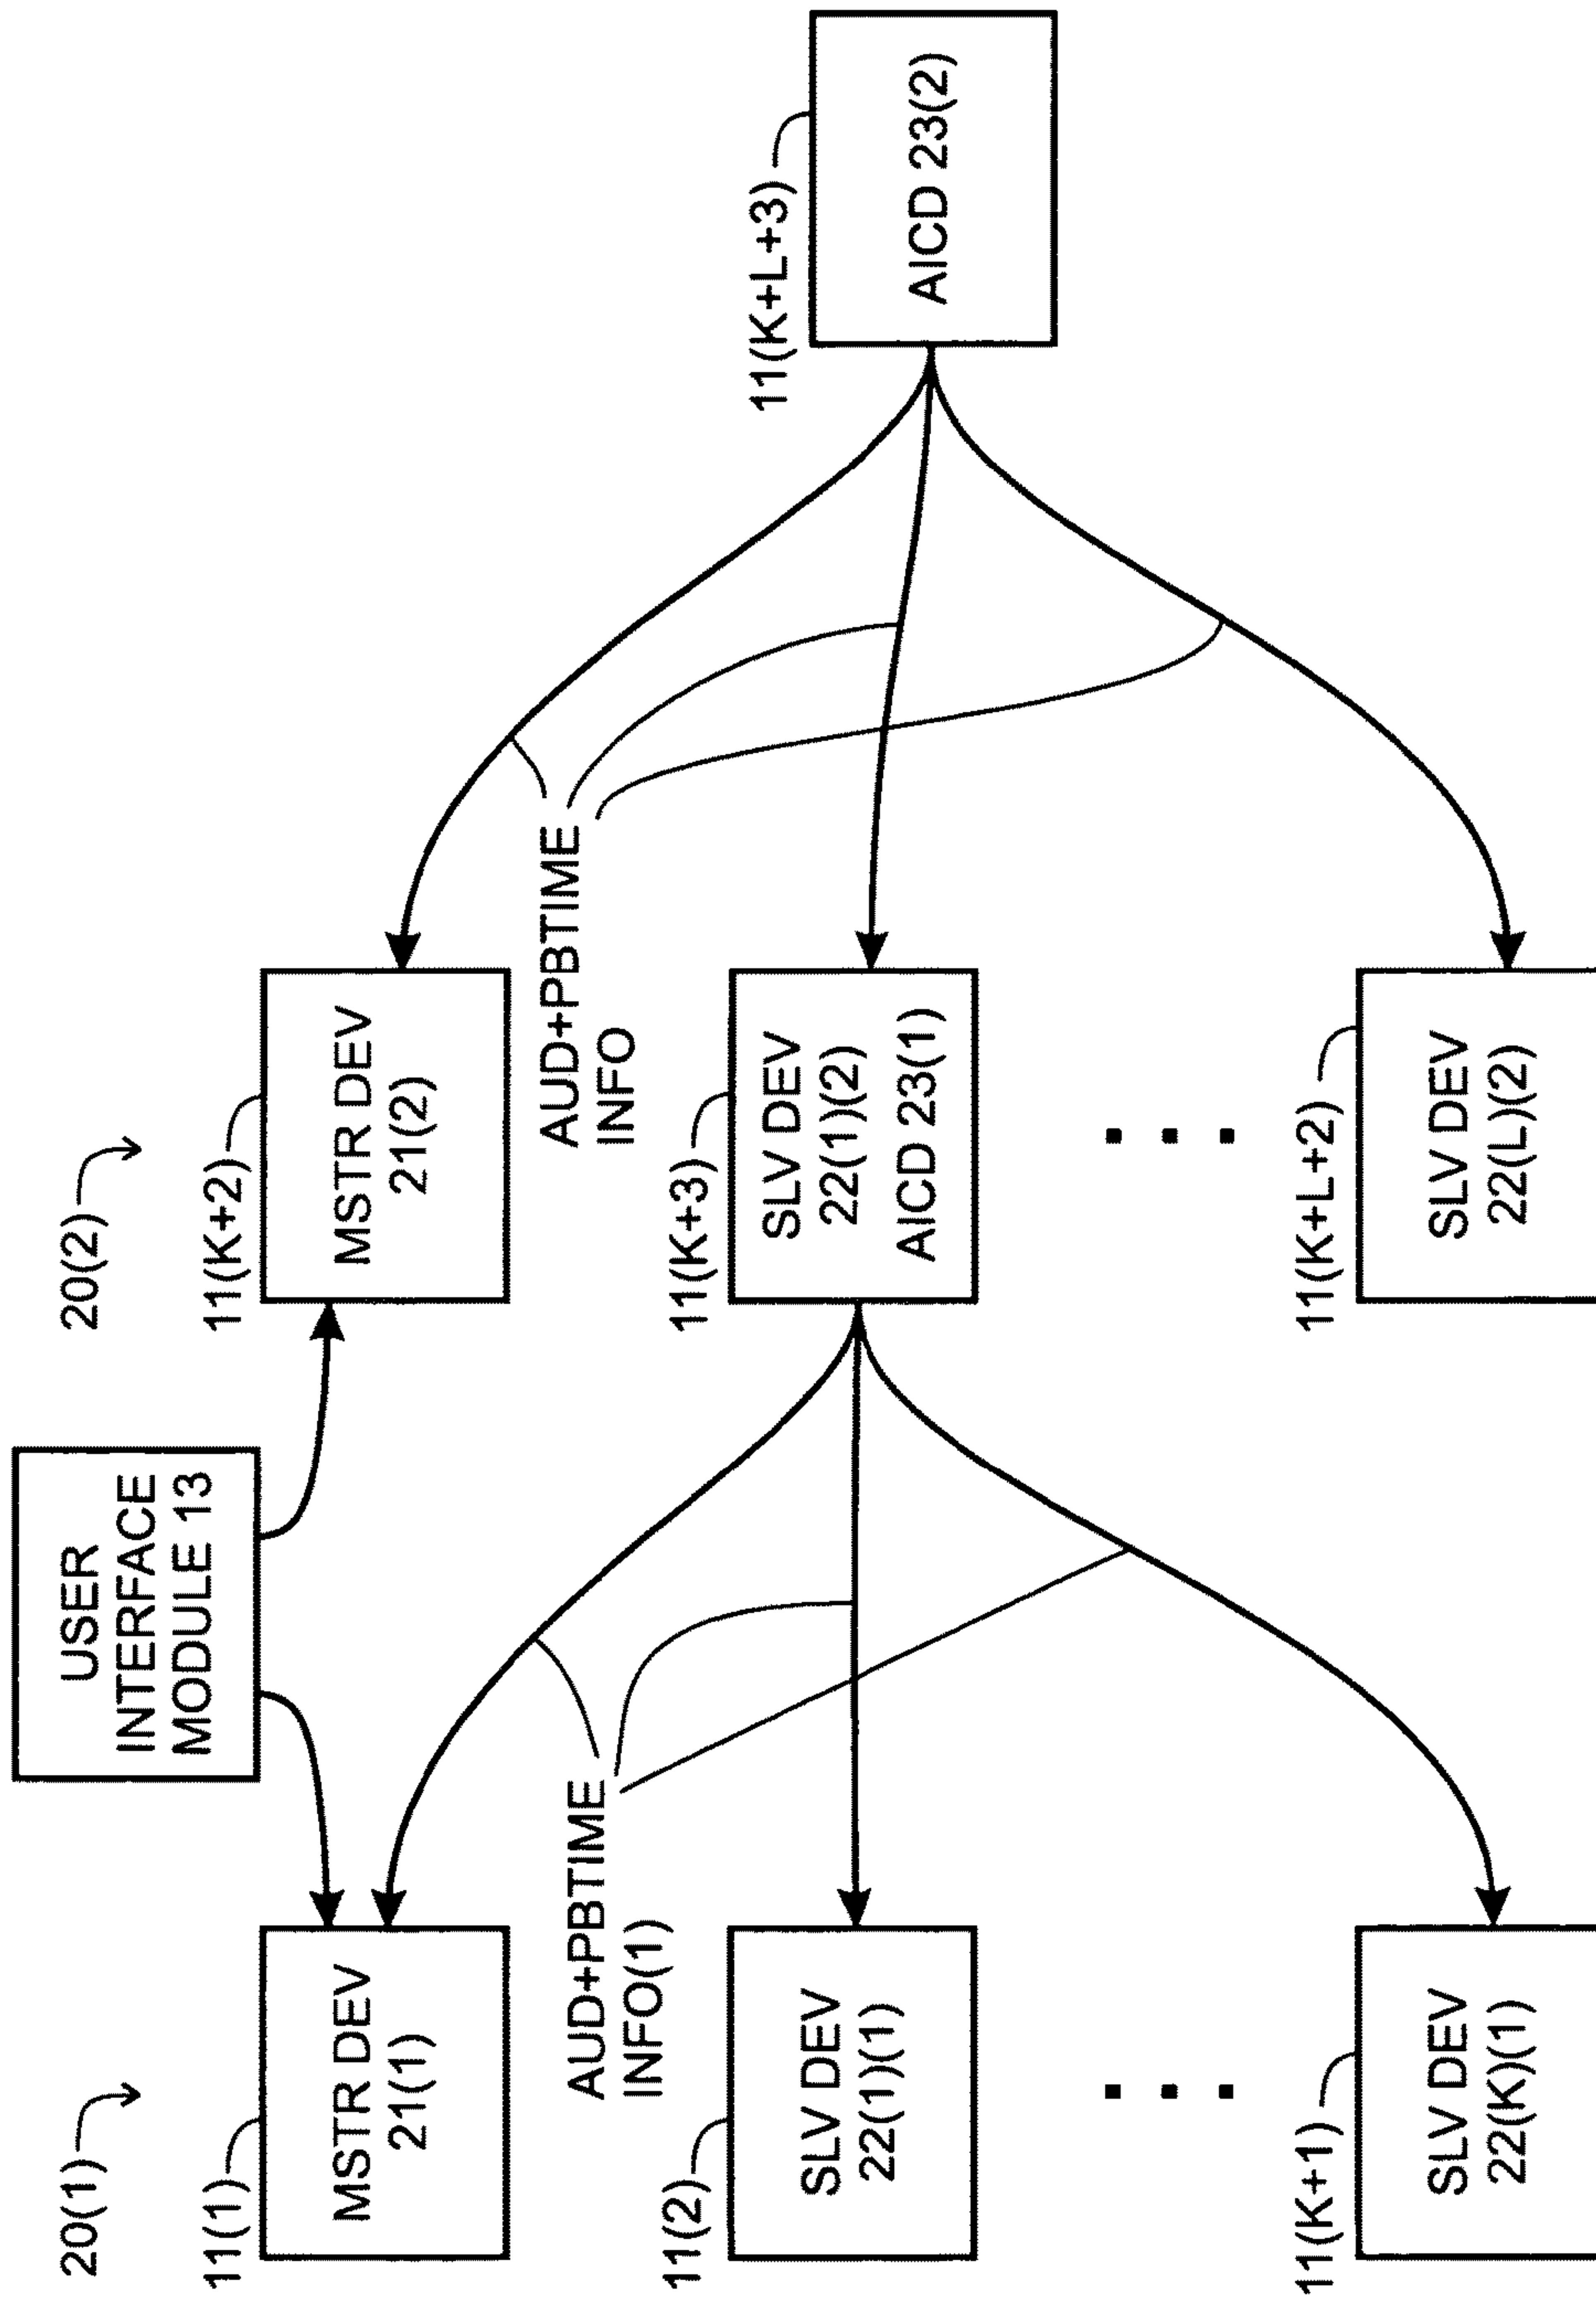 USER
INTERFACE
MODULE 13
20(1)
20(2)
11(1)
MSTR DEV
21(1)
11(K+2)
MSTR DEV
21(2)
AUD+PBTIME
INFO(1)
AUD+PBTIME
INFO
11(2)
SLV DEV
22(1)(1)
11(K+3)
SLV DEV
22(1)(2)
AICD 23(1)
11(K+L+3)
AICD 23(2)
11(K+1)
SLV DEV
22(K)(1)
11(K+L+2)
SLV DEV
22(L)(2)